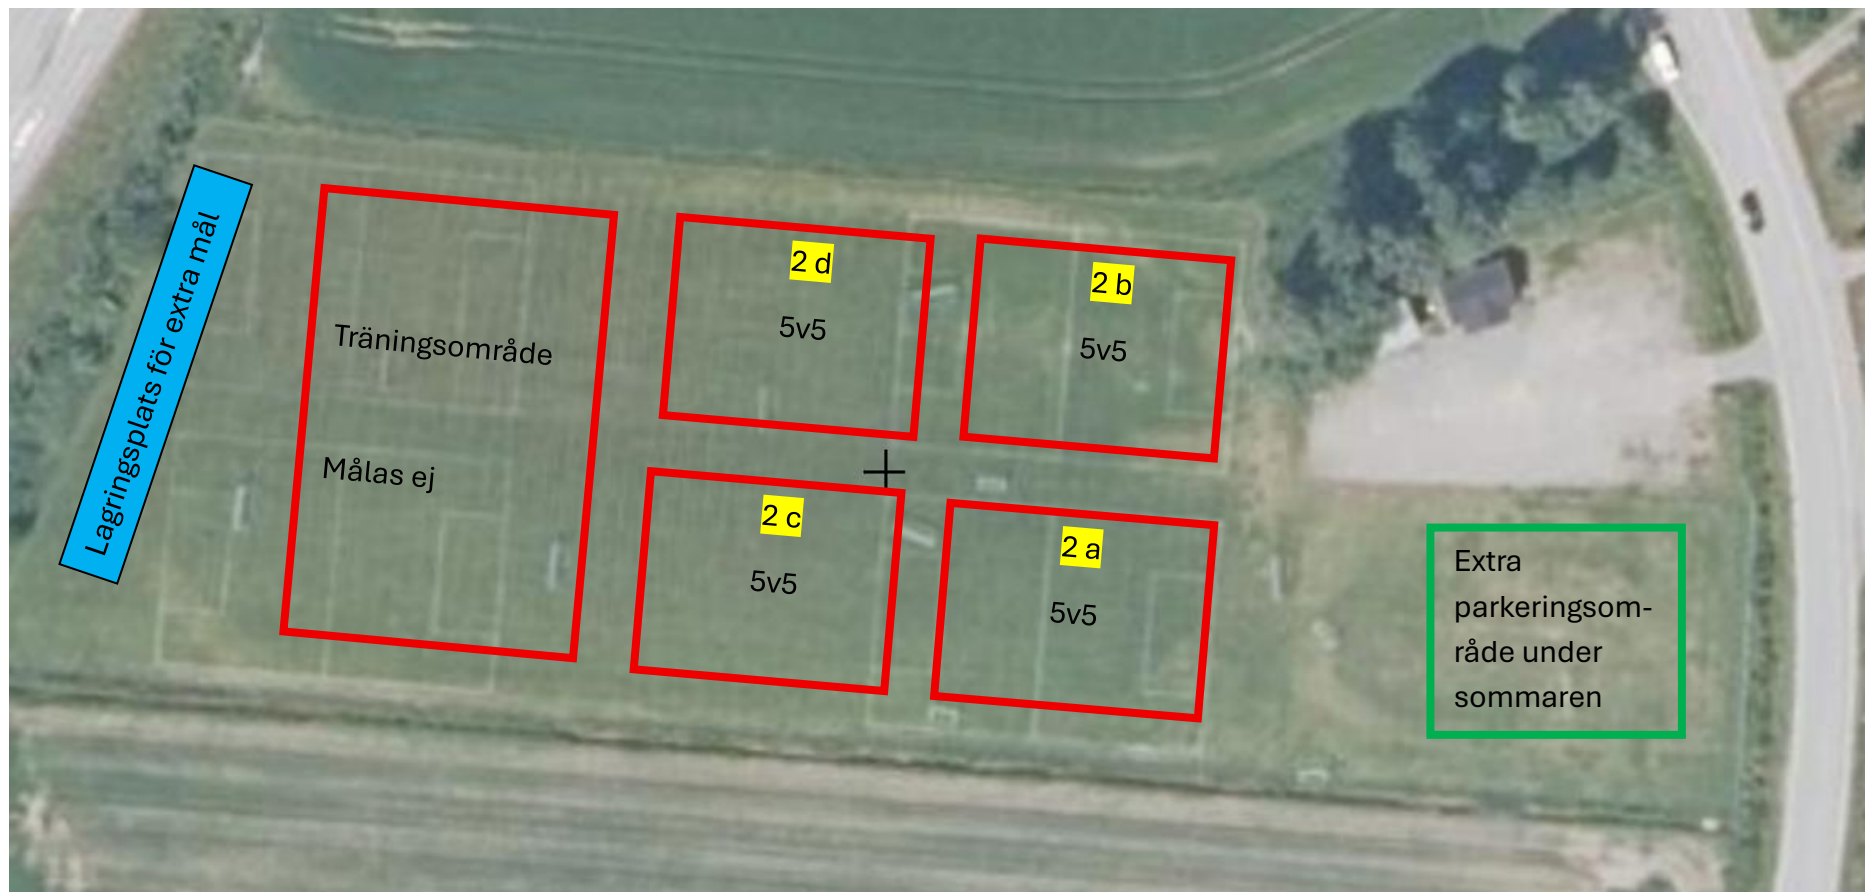 Lagringsplats för extra mål
Träningsområde
Målas ej
2 d
5v5
2 b
5v5
2 c
5v5
2 a
5v5
Extra
parkeringsom-
råde under
sommaren